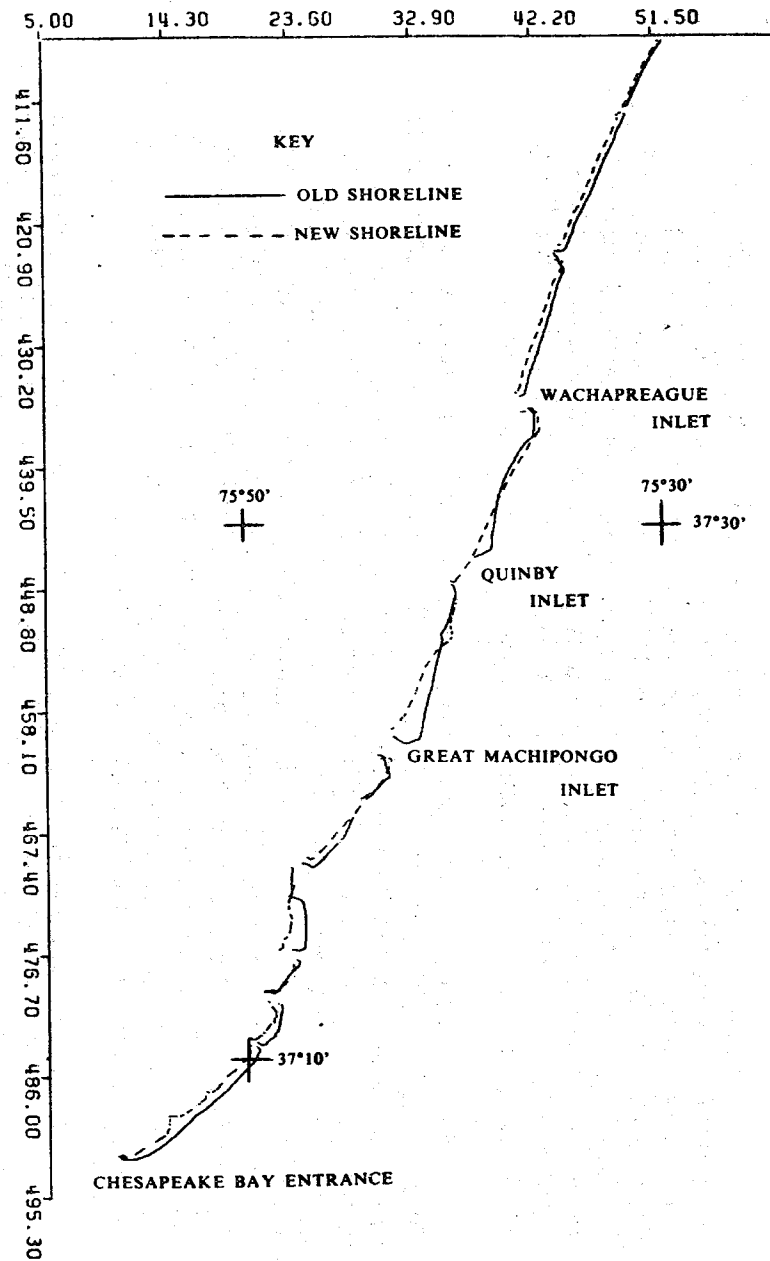 5.00 14.30 23.60 32.90 42.20 51.50
411.60
KEY
OLD SHORELINE
420.90
NEW SHORELINE
430.20
WACHAPREAGUE
INLET
439.50
75°50'
75°30'
37°30'
QUINBY
INLET
448.80
458.10
GREAT MACHIPONGO
INLET
467.40
476.70
37°10'
486.00
CHESAPEAKE BAY ENTRANCE
495.30